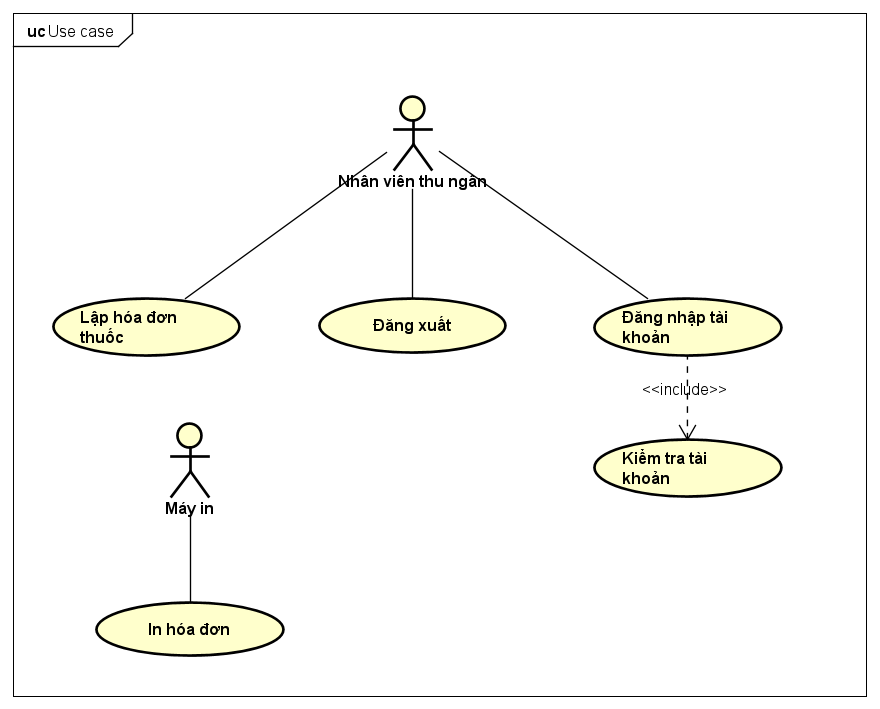 uc Use case
Nhân viên thu ngân
Lập hóa đơn
thuốc
Đăng xuất
Đăng nhập tài
khoản
<<include>>
Kiểm tra tài
khoản
Máy in
In hóa đơn